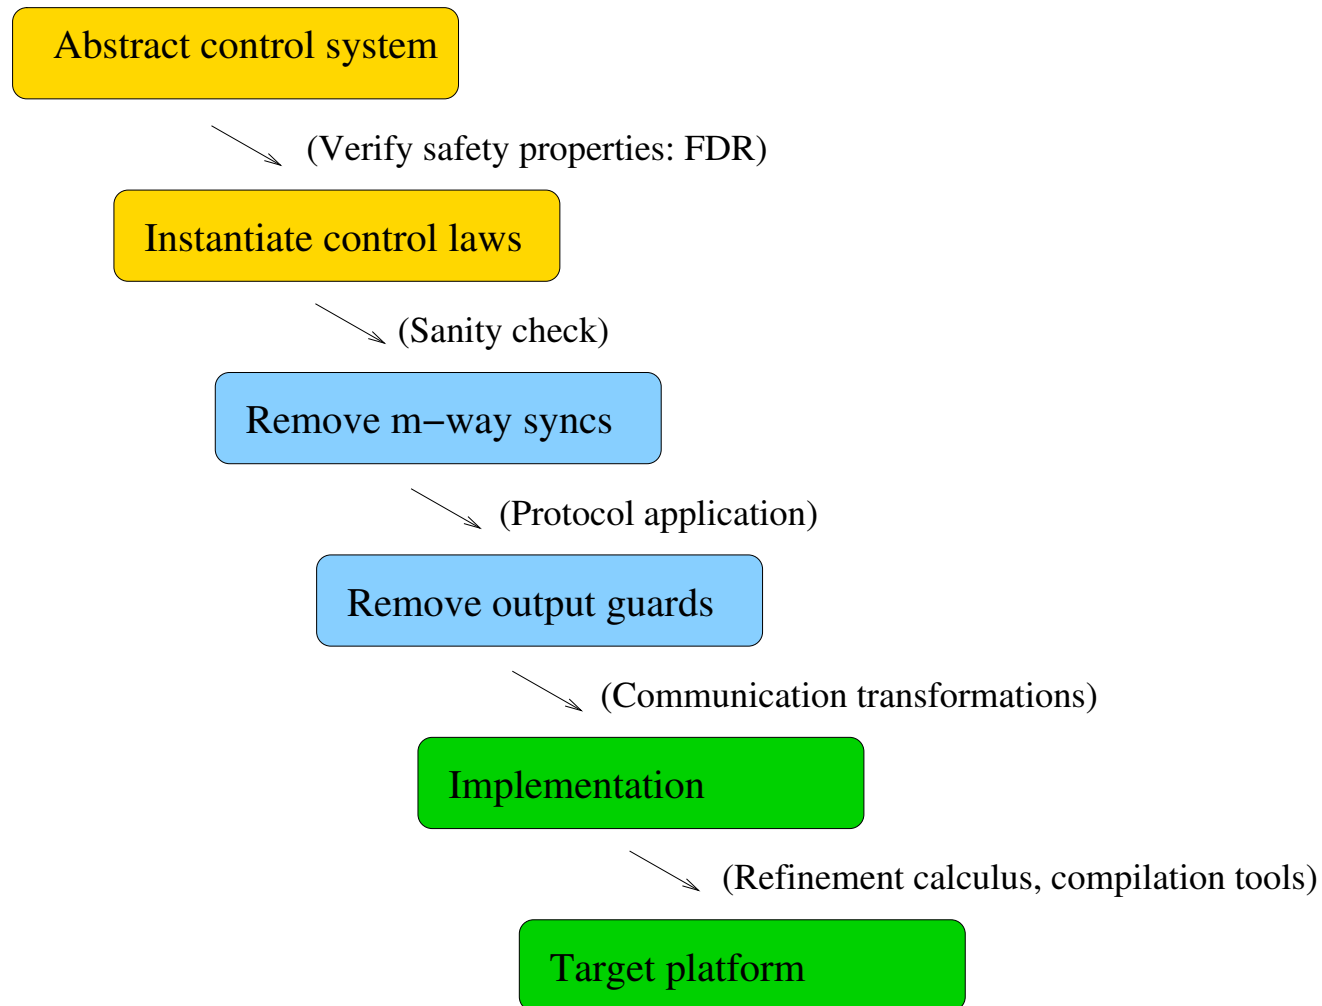 Abstract control system
(Verify safety properties: FDR)
Instantiate control laws
(Sanity check)
Remove m−way syncs
(Protocol application)
Remove output guards
(Communication transformations)
Implementation
(Refinement calculus, compilation tools)
Target platform